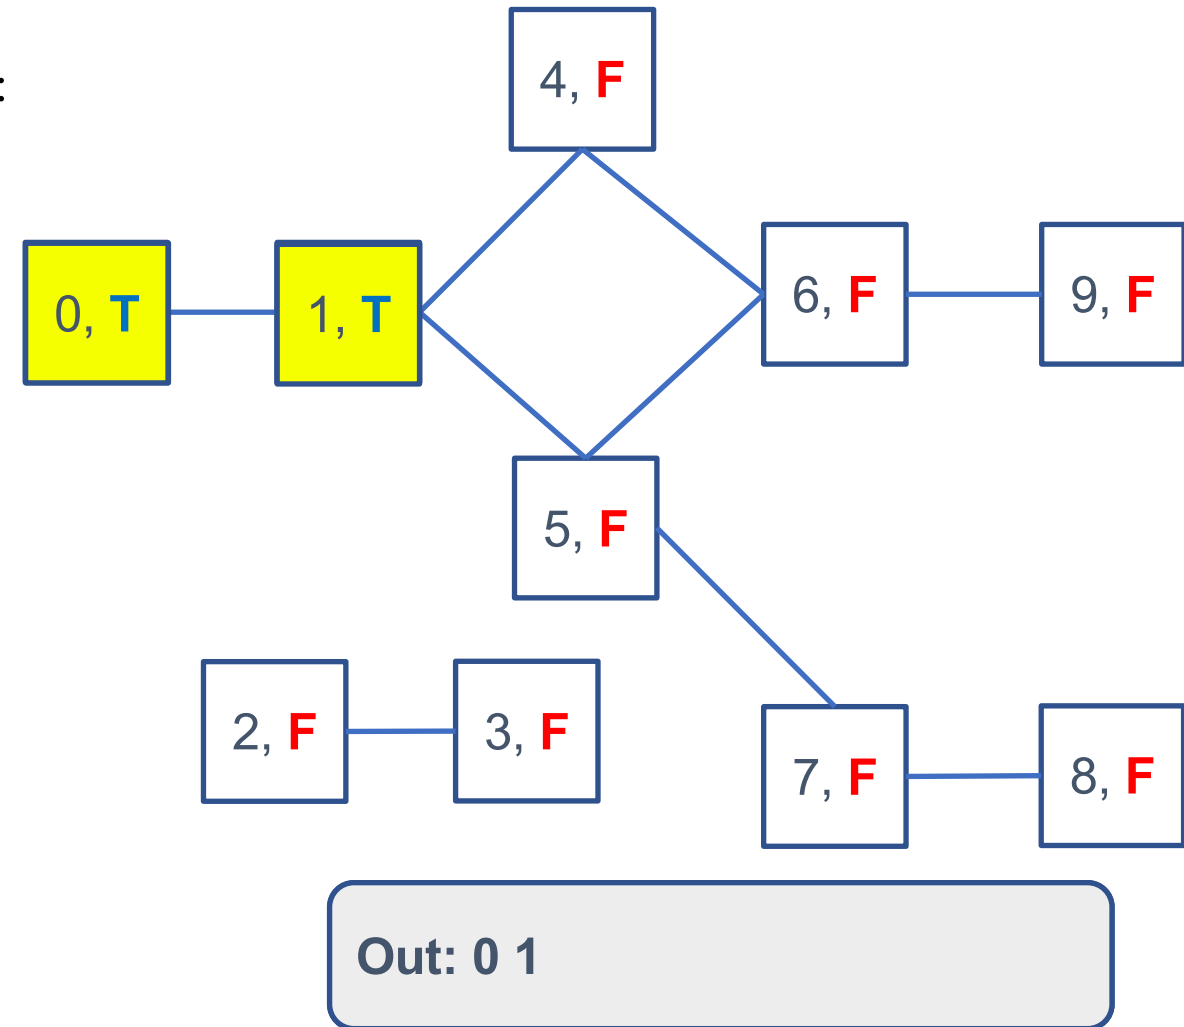 :
4, F
0, T
1, T
6, F
9, F
5, F
2, F
3, F
7, F
8, F
Out: 0 1